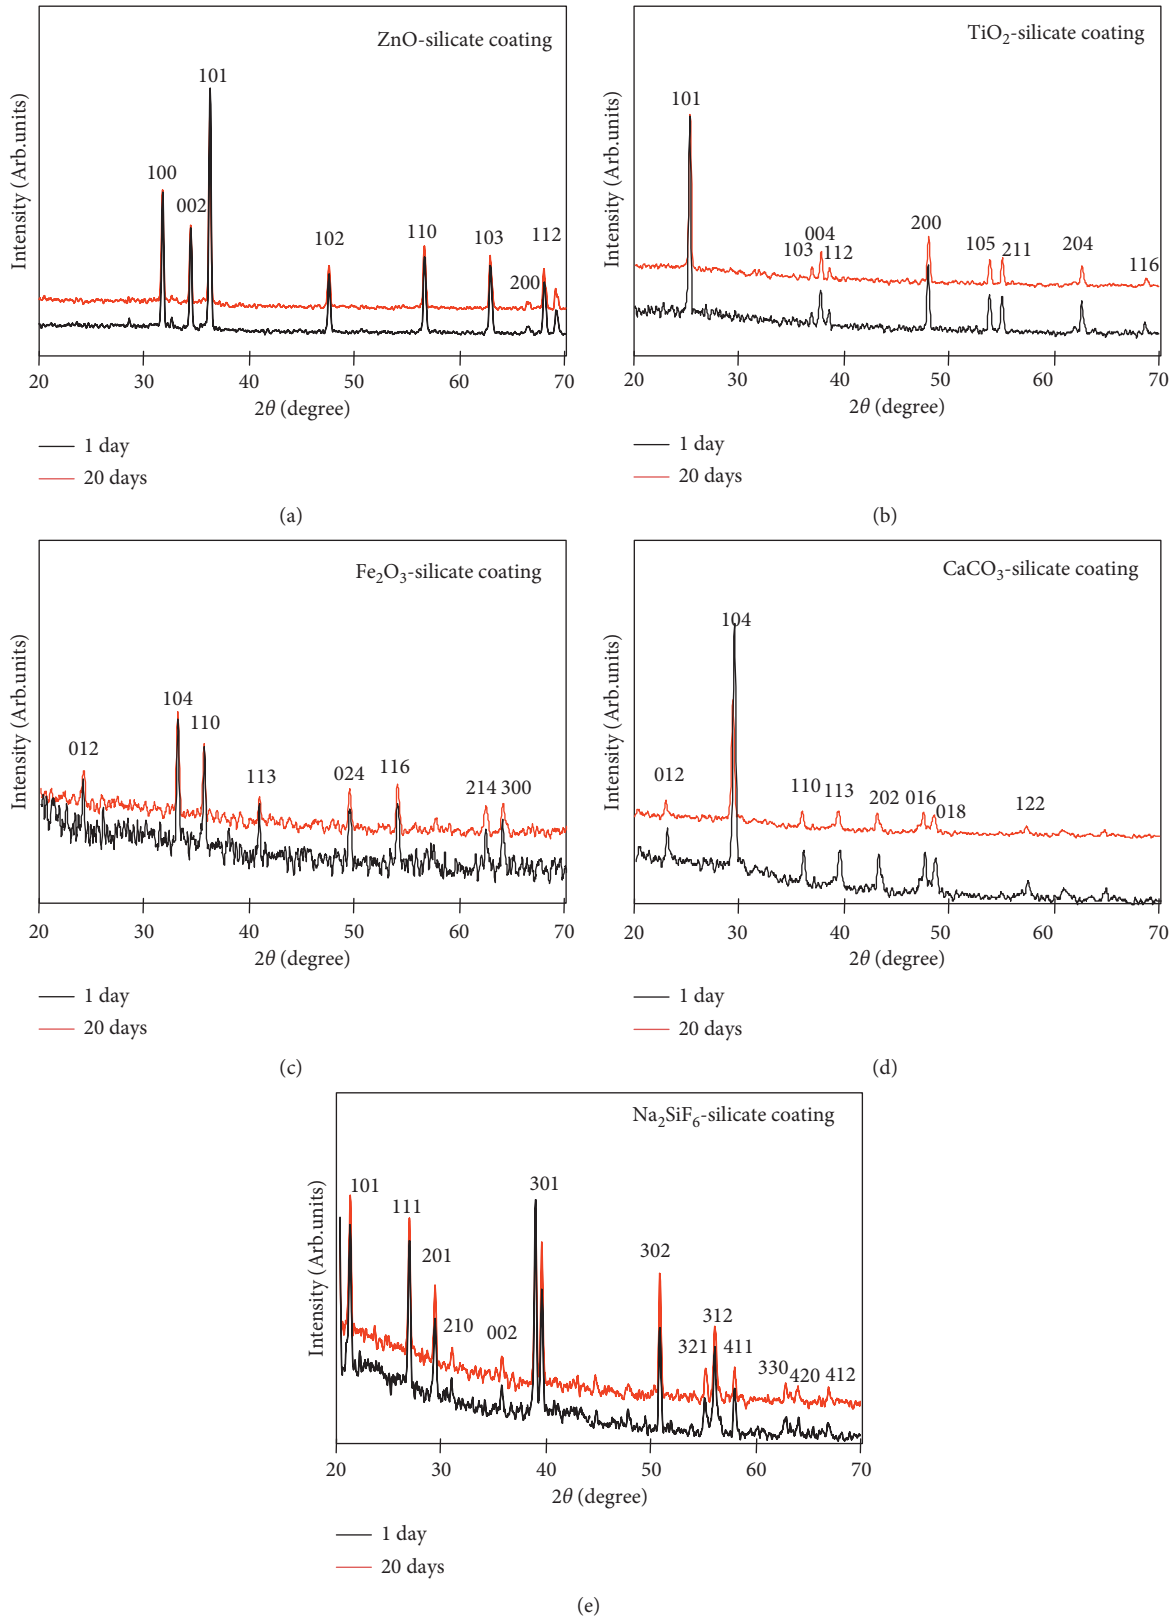 ZnO-silicate coating
Intensity (Arb.units)
100
002
101
102
110
103
200
112
20 30 40 50 60 70
2θ (degree)
1 day
20 days
(a)
TiO₂-silicate coating
Intensity (Arb.units)
101
103
004
112
200
105
211
204
116
20 30 40 50 60 70
2θ (degree)
1 day
20 days
(b)
Fe₂O₃-silicate coating
Intensity (Arb.units)
012
104
110
113
024
116
214
300
20 30 40 50 60 70
2θ (degree)
1 day
20 days
(c)
CaCO₃-silicate coating
Intensity (Arb.units)
012
104
110
113
202
016
018
122
20 30 40 50 60 70
2θ (degree)
1 day
20 days
(d)
Na₂SiF₆-silicate coating
Intensity (Arb.units)
101
111
201
210
002
301
302
321
312
411
330
420
412
20 30 40 50 60 70
2θ (degree)
1 day
20 days
(e)